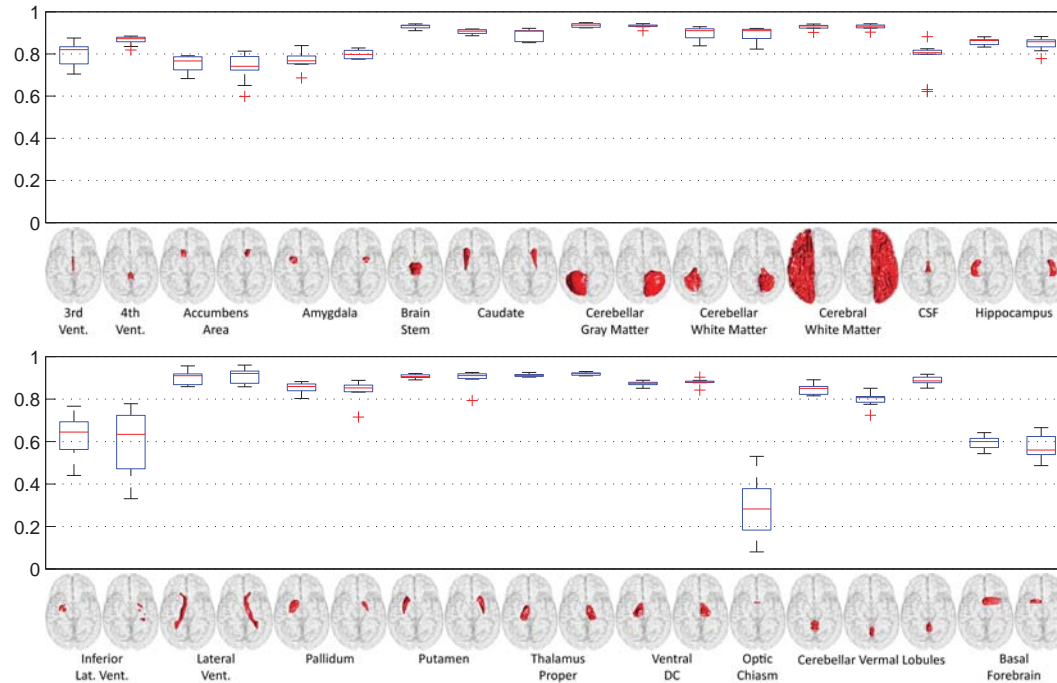 1
0.8
0.6
0.4
0.2
0
3rd Vent.
4th Vent.
Accumbens Area
Amygdala
Brain Stem
Caudate
Cerebellar Gray Matter
Cerebellar White Matter
Cerebral White Matter
CSF
Hippocampus
1
0.8
0.6
0.4
0.2
0
Inferior Lat. Vent.
Lateral Vent.
Pallidum
Putamen
Thalamus Proper
Ventral DC
Optic Chiasm
Cerebellar Vermal Lobules
Basal Forebrain